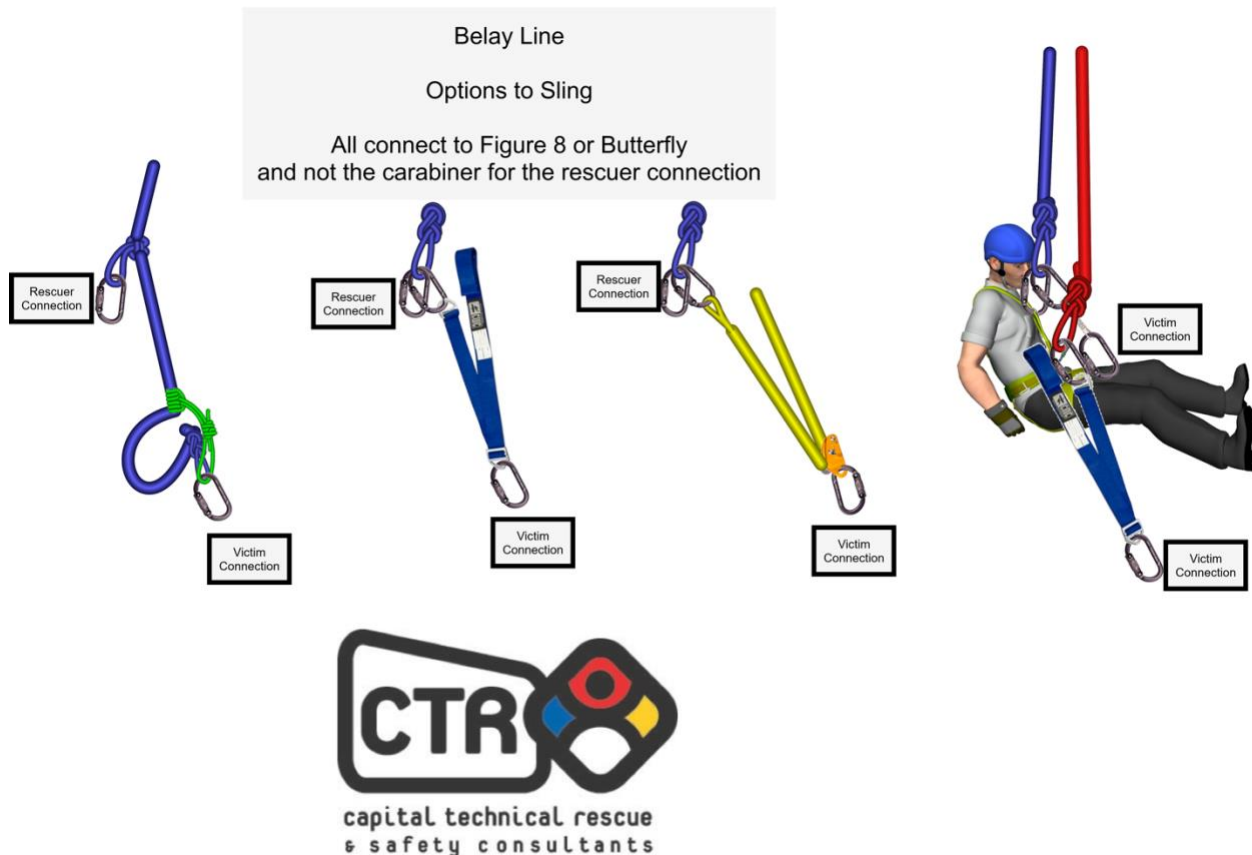 Belay Line
Options to Sling
All connect to Figure 8 or Butterfly
and not the carabiner for the rescuer connection
Rescuer
Connection
Victim
Connection
Rescuer
Connection
Victim
Connection
Rescuer
Connection
Victim
Connection
Victim
Connection
Victim
Connection
CTR
capital technical rescue
& safety consultants